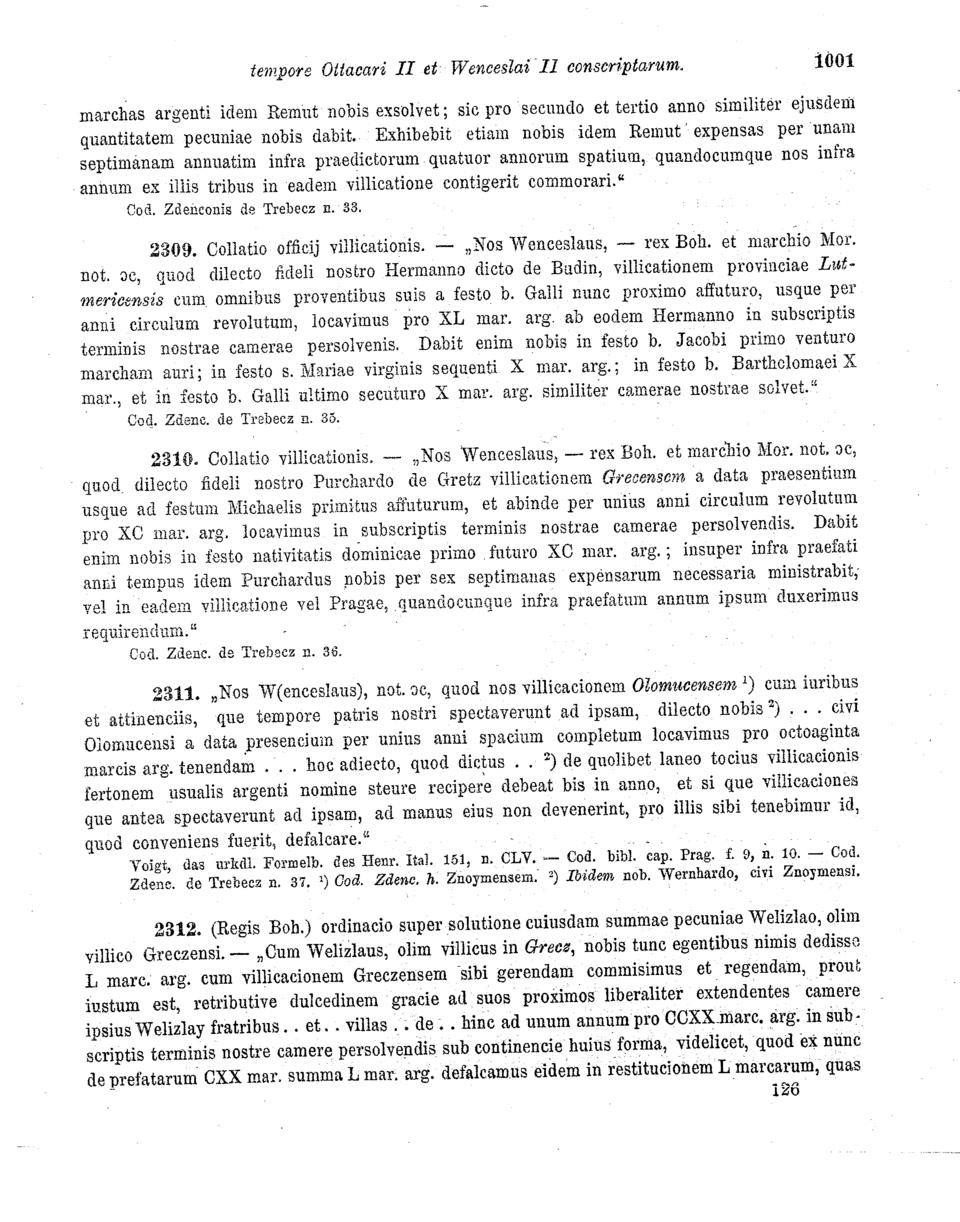 tempore Ottacari II et Wenceslai II conscriptarum. 1001
marchas argenti idem Remut nobis exsolvet; sic pro secundo et tertio anno similiter ejusdem
quantitatem pecuniae nobis dabit. Exhibebit etiam nobis idem Remut expensas per unam
septimanam annuatim infra praedictorum quatuor annorum spatium, quandocumque nos infra
annum ex illis tribus in eadem villicatione contigerit commorari.“
Cod. Zdenconis de Trebecz n. 33.
2309. Collatio officij villicationis. — „Nos Wenceslaus, — rex Boh. et marchio Mor.
not. ɔc, quod dilecto fideli nostro Hermanno dicto de Budin, villicationem provinciae Lut-
mericensis cum omnibus proventibus suis a festo b. Galli nunc proximo affuturo, usque per
anni circulum revolutum, locavimus pro XL mar. arg. ab eodem Hermanno in subscriptis
terminis nostrae camerae persolvenis. Dabit enim nobis in festo b. Jacobi primo venturo
marcham auri; in festo s. Mariae virginis sequenti X mar. arg.; in festo b. Bartholomaei X
mar., et in festo b. Galli ultimo secuturo X mar. arg. similiter camerae nostrae solvet.“
Cod. Zdenc. de Trebecz n. 35.
2310. Collatio villicationis. — „Nos Wenceslaus, — rex Boh. et marchio Mor. not. ɔc,
quod dilecto fideli nostro Purchardo de Gretz villicationem Grecensem a data praesentium
usque ad festum Michaelis primitus affuturum, et abinde per unius anni circulum revolutum
pro XC mar. arg. locavimus in subscriptis terminis nostrae camerae persolvendis. Dabit
enim nobis in festo nativitatis dominicae primo futuro XC mar. arg.; insuper infra praefati
anni tempus idem Purchardus nobis per sex septimanas expensarum necessaria ministrabit,
vel in eadem villicatione vel Pragae, quandocunque infra praefatum annum ipsum duxerimus
requirendum.“
Cod. Zdenc. de Trebecz n. 36.
2311. „Nos W(enceslaus), not. ɔc, quod nos villicacionem Olomucensem ¹) cum iuribus
et attinenciis, que tempore patris nostri spectaverunt ad ipsam, dilecto nobis ²) . . . civi
Olomucensi a data presencium per unius anni spacium completum locavimus pro octoaginta
marcis arg. tenendam . . . hoc adiecto, quod dictus . . ²) de quolibet laneo tocius villicacionis
fertonem usualis argenti nomine steure recipere debeat bis in anno, et si que villicaciones
que antea spectaverunt ad ipsam, ad manus eius non devenerint, pro illis sibi tenebimur id,
quod conveniens fuerit, defalcare.“
Voigt, das urkdl. Formelb. des Henr. Ital. 151, n. CLV. — Cod. bibl. cap. Prag. f. 9, n. 10. — Cod.
Zdenc. de Trebecz n. 37. ¹) Cod. Zdenc. h. Znoymensem. ²) Ibidem nob. Wernhardo, civi Znoymensi.
2312. (Regis Boh.) ordinacio super solutione cuiusdam summae pecuniae Welizlao, olim
villico Greczensi. — „Cum Welizlaus, olim villicus in Grecz, nobis tunc egentibus nimis dedisse
L marc. arg. cum villicacionem Greczensem sibi gerendam commisimus et regendam, prout
iustum est, retributive dulcedinem gracie ad suos proximos liberaliter extendentes camere
ipsius Welizlay fratribus . . et . . villas . . de . . hinc ad unum annum pro CCXX marc. arg. in sub-
scriptis terminis nostre camere persolvendis sub continencie huius forma, videlicet, quod ex nunc
de prefatarum CXX mar. summa L mar. arg. defalcamus eidem in restitucionem L marcarum, quas
126